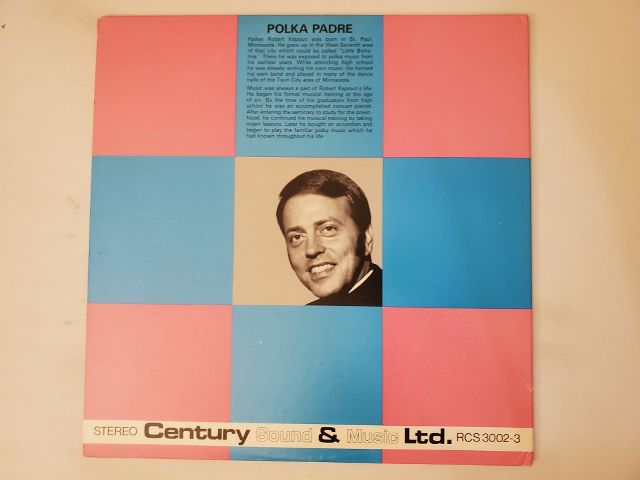 POLKA PADRE
Father Robert Kapoun was born in St. Paul,
Minnesota. He grew up in the West Seventh area
of that city which could be called "Little Bohe-
mia." There he was exposed to polka music from
his earliest years. While attending high school
he was already writing his own music. He formed
his own band and played in many of the dance
halls of the Twin City area of Minnesota.
Music was always a part of Robert Kapoun's life.
He began his formal musical training at the age
of six. By the time of his graduation from high
school he was an accomplished concert pianist.
After entering the seminary to study for the priest-
hood, he continued his musical training by taking
organ lessons. Later he bought an accordion and
began to play the familiar polka music which he
had known throughout his life.
STEREO Century Sound & Music Ltd. RCS 3002-3